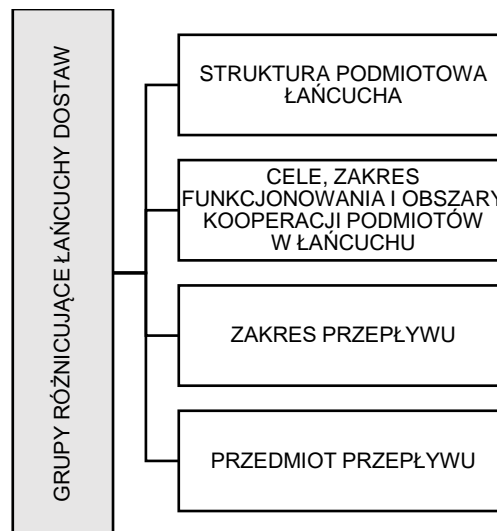 GRUPY RÓŻNICUJĄCE ŁAŃCUCHY DOSTAW
STRUKTURA PODMIOTOWA
ŁAŃCUCHA
CELE, ZAKRES
FUNKCJONOWANIA I OBSZARY
KOOPERACJI PODMIOTÓW
W ŁAŃCUCHU
ZAKRES PRZEPŁYWU
PRZEDMIOT PRZEPŁYWU